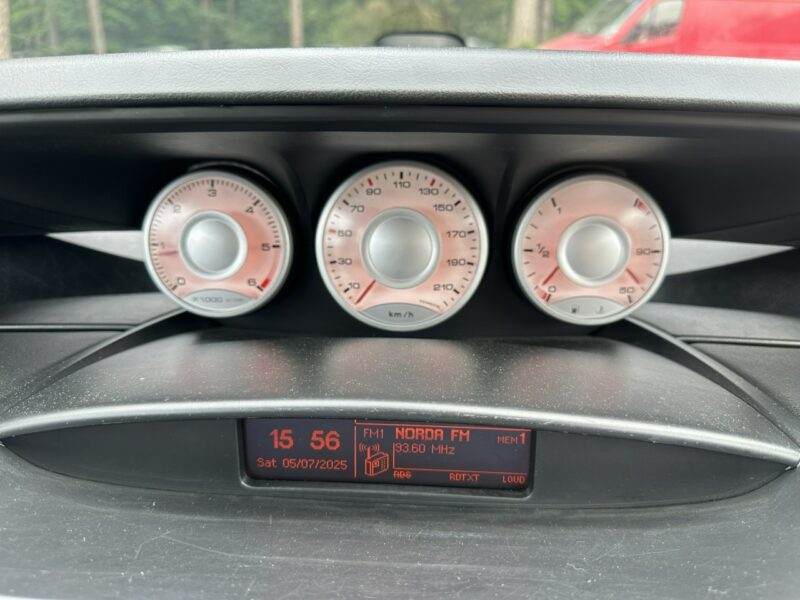 0 1 2 3 4 5 6
X1000
10 30 50 70 90 110 130 150 170 190 210
km/h
0 1/2 1
50 90
15 56
Sat 05/07/2025
FM1 NORDA FM MEM 1
93.60 MHz
RDS RDTXT LOUD